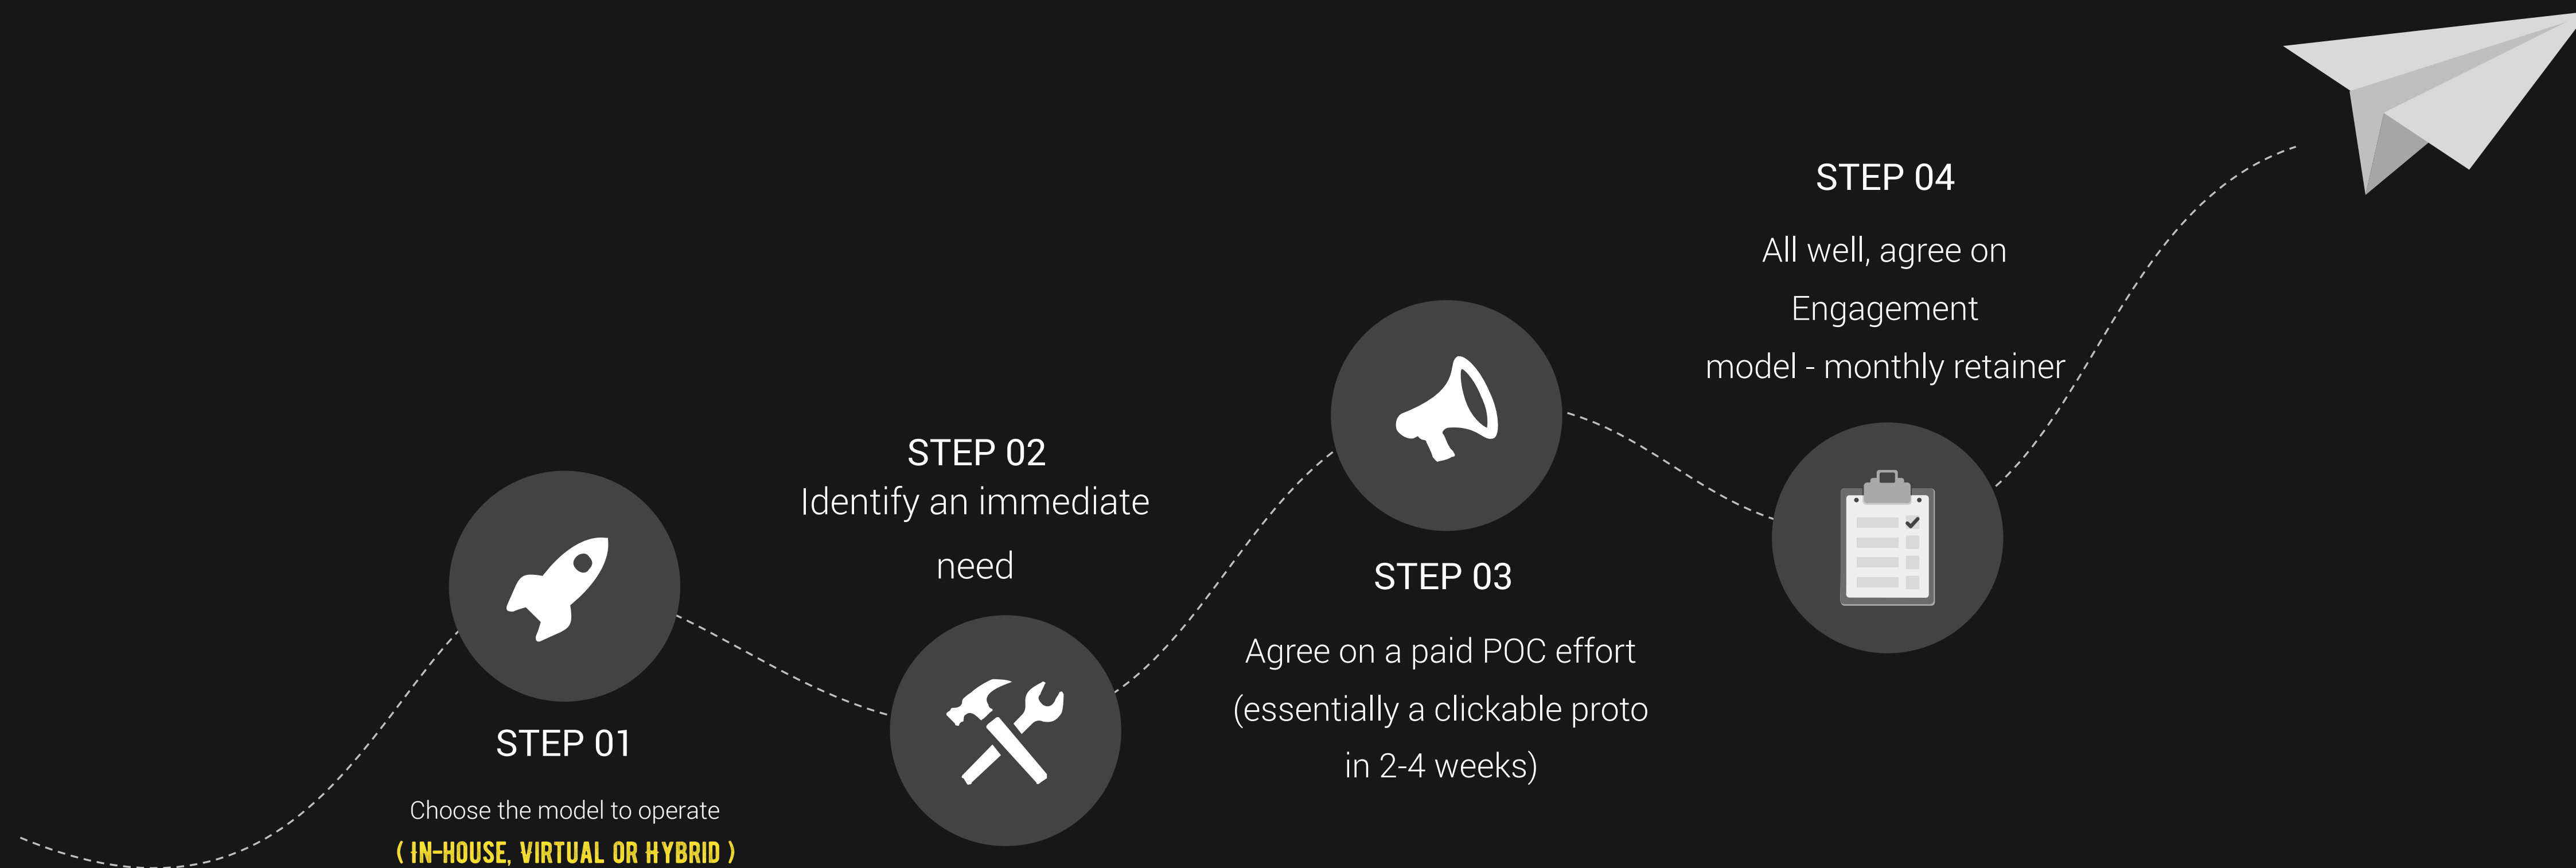 STEP 01
Choose the model to operate
( IN-HOUSE, VIRTUAL OR HYBRID )
STEP 02
Identify an immediate
need
STEP 03
Agree on a paid POC effort
(essentially a clickable proto
in 2-4 weeks)
STEP 04
All well, agree on
Engagement
model - monthly retainer